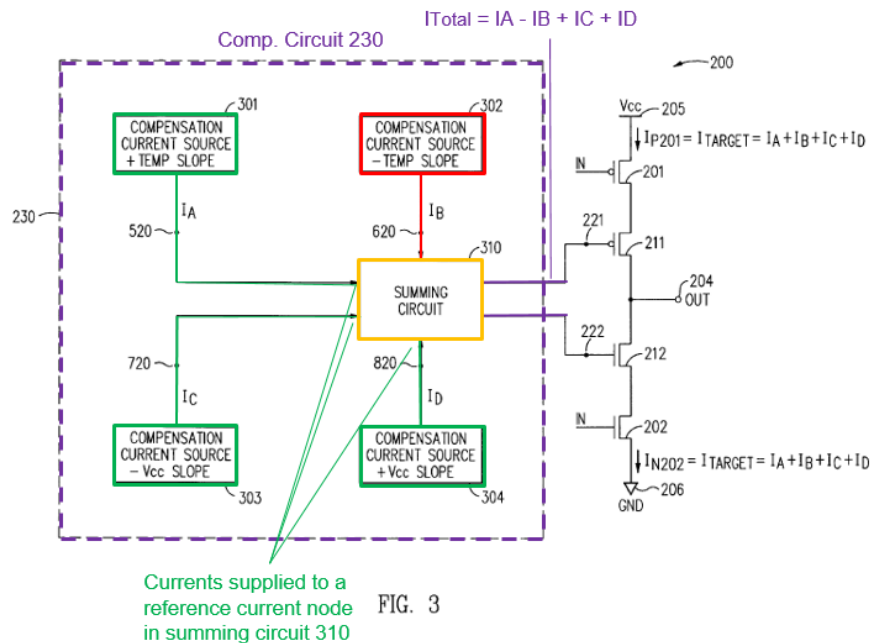 ITotal = IA - IB + IC + ID
Comp. Circuit 230
200
301
302
Vcc
205
COMPENSATION
CURRENT SOURCE
+ TEMP SLOPE
COMPENSATION
CURRENT SOURCE
– TEMP SLOPE
IP201 = ITARGET = IA+IB+IC+ID
IN
201
230
IA
IB
520
620
310
221
211
SUMMING
CIRCUIT
204
OUT
222
212
720
820
IC
ID
IN
202
COMPENSATION
CURRENT SOURCE
– Vcc SLOPE
COMPENSATION
CURRENT SOURCE
+ Vcc SLOPE
IN202 = ITARGET = IA+IB+IC+ID
303
304
206
GND
Currents supplied to a
reference current node
in summing circuit 310
FIG. 3